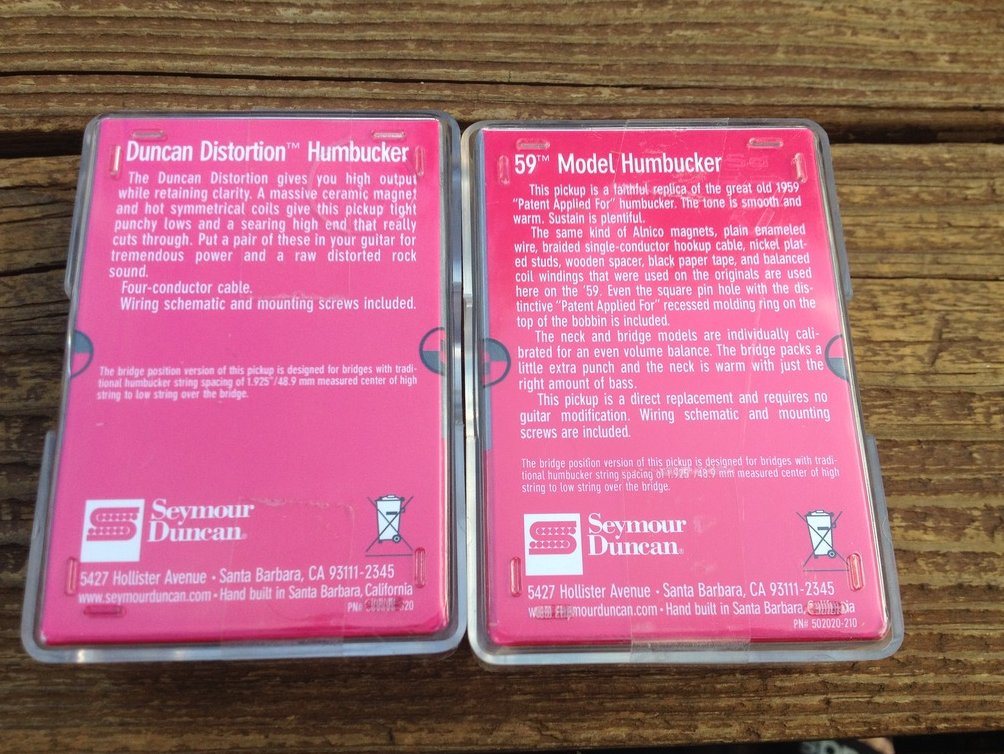 Duncan Distortion™ Humbucker
The Duncan Distortion gives you high output
while retaining clarity. A massive ceramic magnet
and hot symmetrical coils give this pickup tight
punchy lows and a searing high end that really
cuts through. Put a pair of these in your guitar for
tremendous power and a raw distorted rock
sound.
Four-conductor cable.
Wiring schematic and mounting screws included.
The bridge position version of this pickup is designed for bridges with tradi-
tional humbucker string spacing of 1.925"/48.9 mm measured center of high
string to low string over the bridge.
Seymour
Duncan®
5427 Hollister Avenue • Santa Barbara, CA 93111-2345
www.seymourduncan.com • Hand built in Santa Barbara, California
PN#
59™ Model Humbucker
This pickup is a faithful replica of the great old 1959
"Patent Applied For" humbucker. The tone is smooth and
warm. Sustain is plentiful.
The same kind of Alnico magnets, plain enameled
wire, braided single-conductor hookup cable, nickel plat-
ed studs, wooden spacer, black paper tape, and balanced
coil windings that were used on the originals are used
here on the '59. Even the square pin hole with the dis-
tinctive "Patent Applied For" recessed molding ring on the
top of the bobbin is included.
The neck and bridge models are individually cali-
brated for an even volume balance. The bridge packs a
little extra punch and the neck is warm with just the
right amount of bass.
This pickup is a direct replacement and requires no
guitar modification. Wiring schematic and mounting
screws are included.
The bridge position version of this pickup is designed for bridges with tradi-
tional humbucker string spacing of 1.925"/48.9 mm measured center of high
string to low string over the bridge.
Seymour
Duncan®
5427 Hollister Avenue • Santa Barbara, CA 93111-2345
www.seymourduncan.com • Hand built in Santa Barbara, California
PN# 502020-210